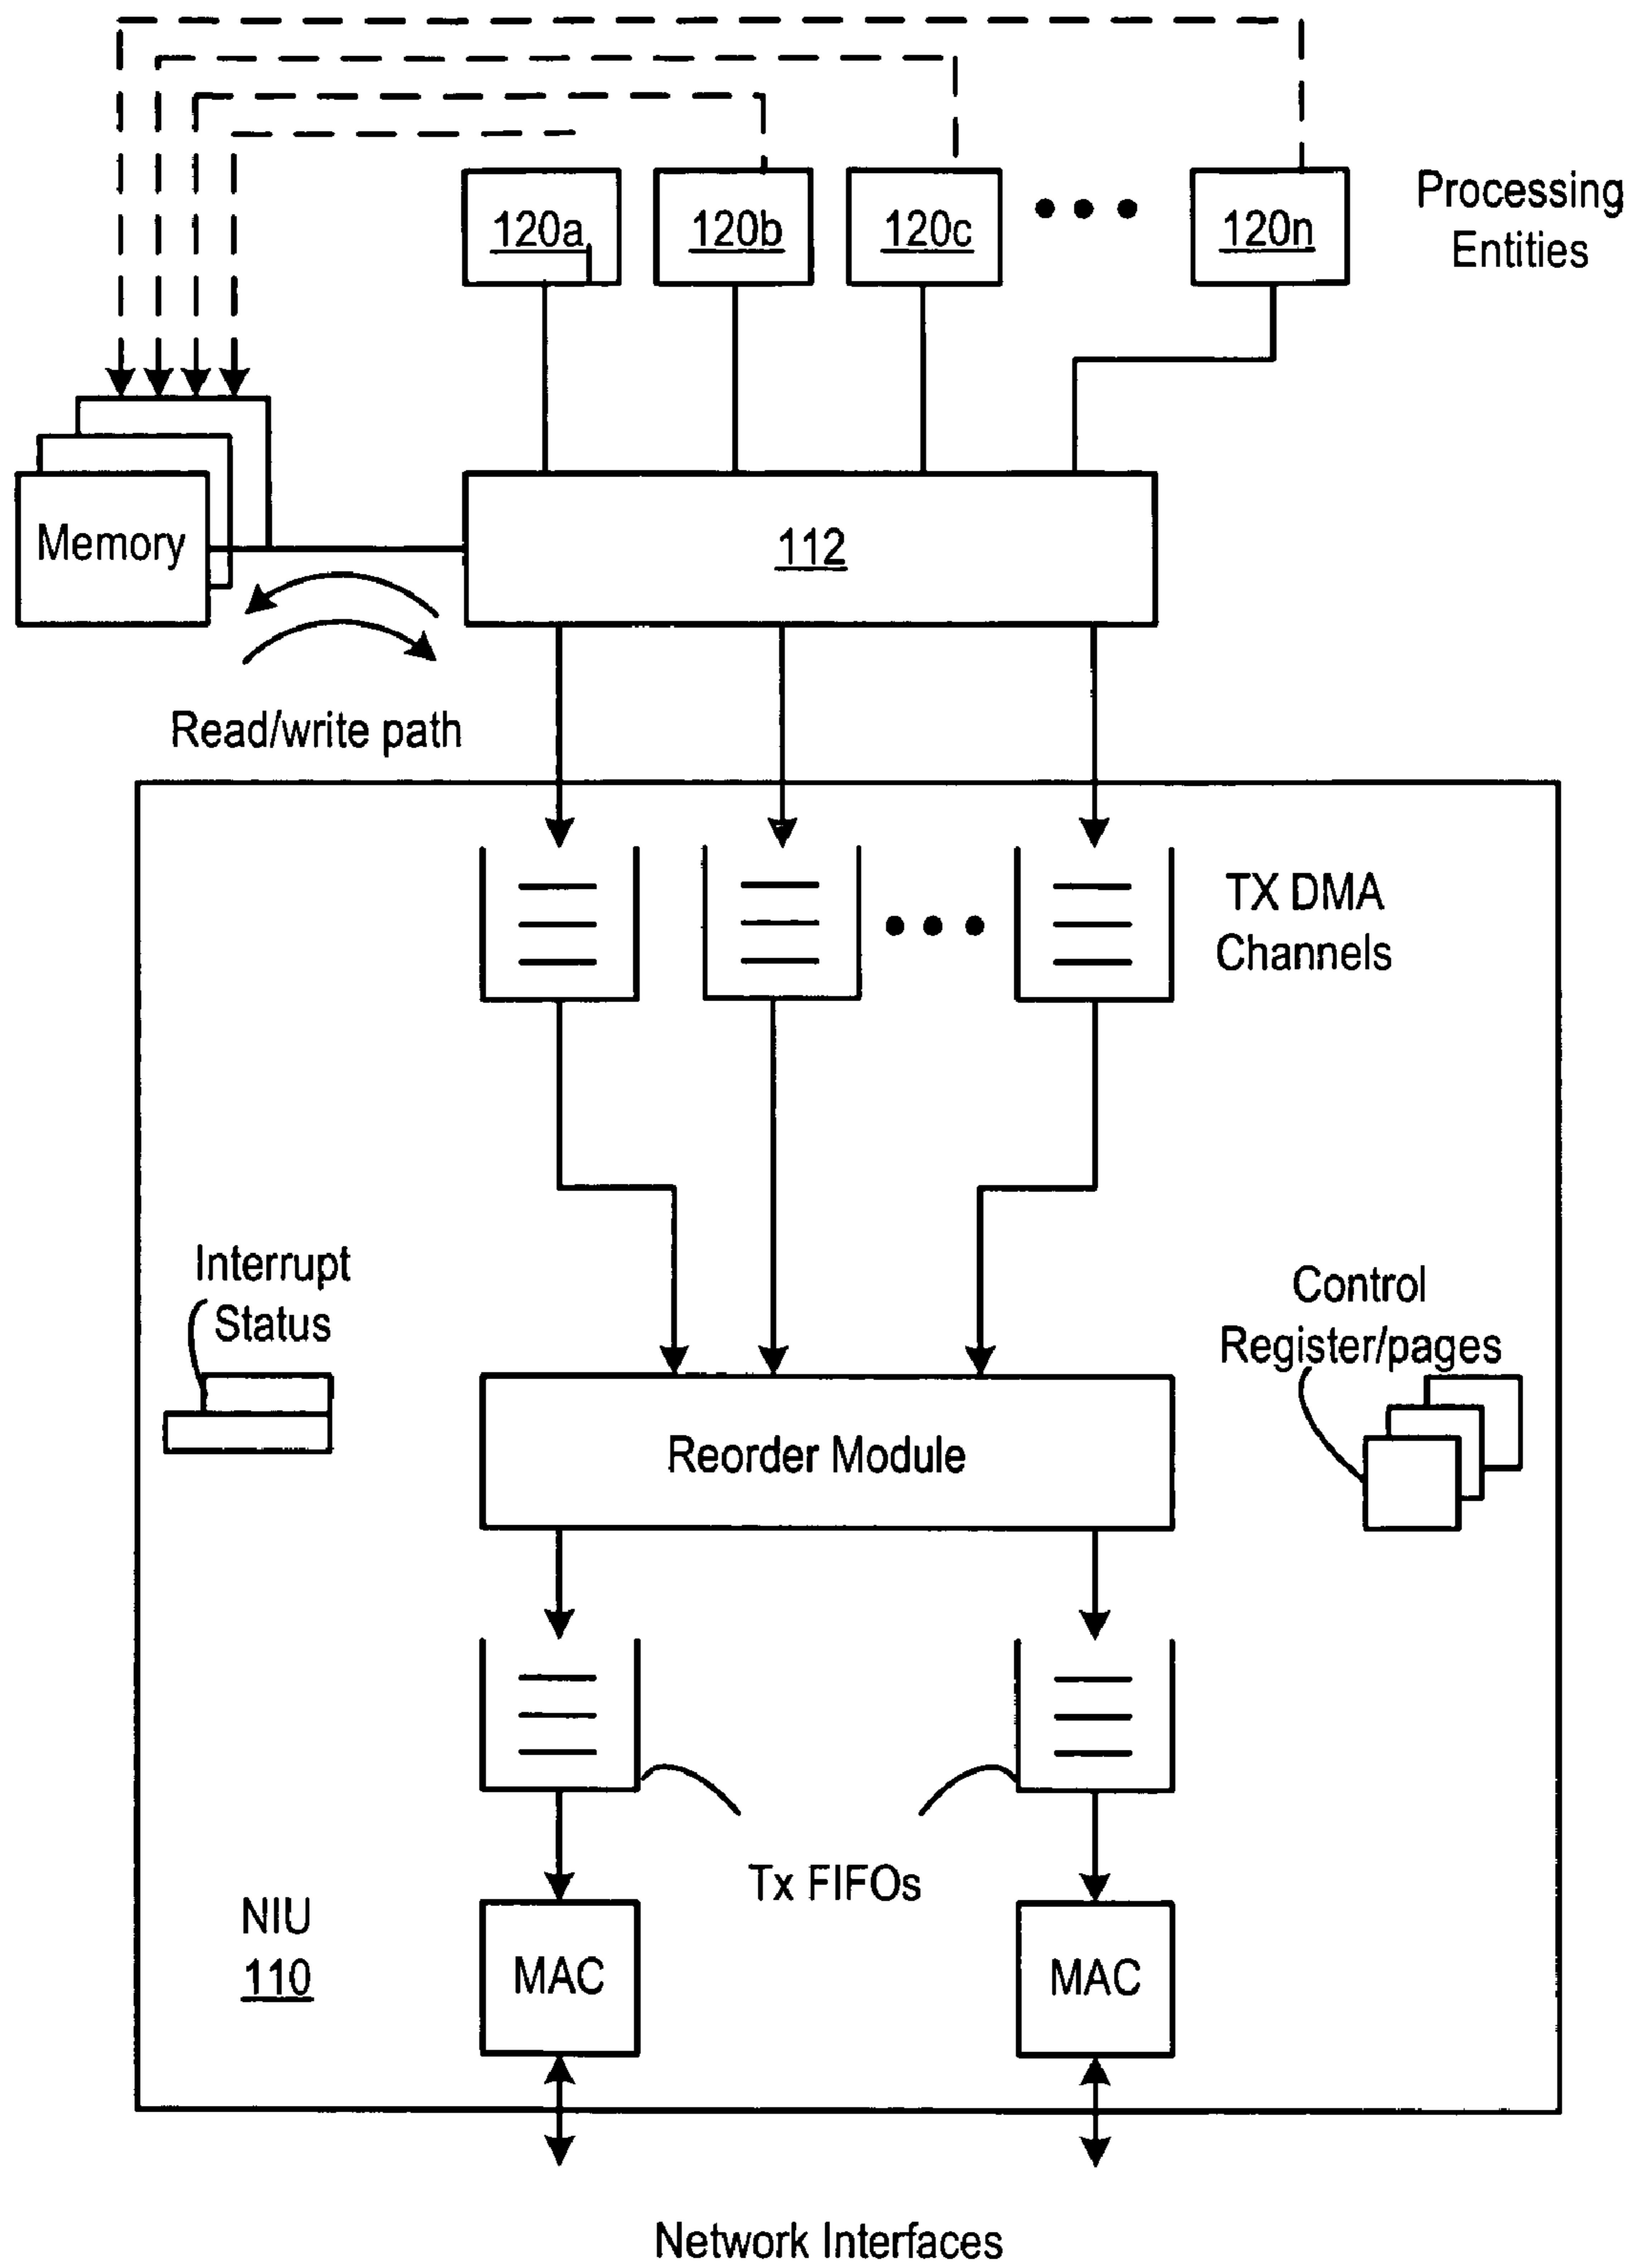 120a
120b
120c
120n
Processing
Entities
Memory
112
Read/write path
TX DMA
Channels
Interrupt
Status
Control
Register/pages
Reorder Module
Tx FIFOs
NIU
110
MAC
MAC
Network Interfaces